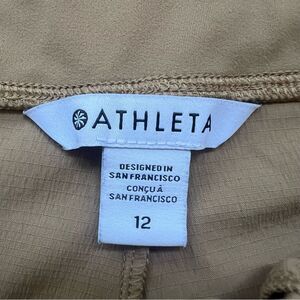 ATHLETA
DESIGNED IN
SAN FRANCISCO
CONÇU À
SAN FRANCISCO
12